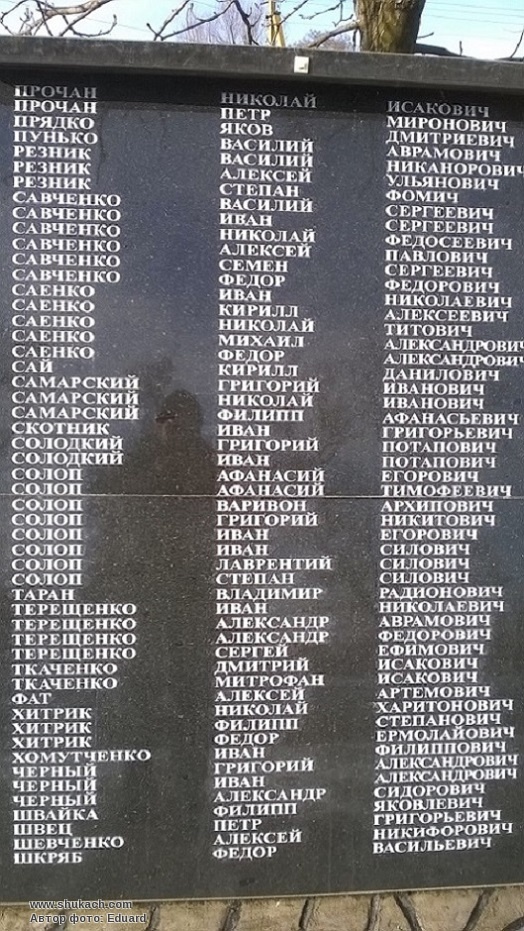 ПРОЧАН НИКОЛАЙ ИСАКОВИЧ
ПРОЧАН ПЕТР МИРОНОВИЧ
ПРЯДКО ЯКОВ ДМИТРИЕВИЧ
ПУНЬКО ВАСИЛИЙ АВРАМОВИЧ
РЕЗНИК ВАСИЛИЙ НИКАНОРОВИЧ
РЕЗНИК АЛЕКСЕЙ УЛЬЯНОВИЧ
РЕЗНИК СТЕПАН ФОМИЧ
САВЧЕНКО ВАСИЛИЙ СЕРГЕЕВИЧ
САВЧЕНКО ИВАН СЕРГЕЕВИЧ
САВЧЕНКО НИКОЛАЙ ФЕДОСЕЕВИЧ
САВЧЕНКО АЛЕКСЕЙ ПАВЛОВИЧ
САВЧЕНКО СЕМЕН СЕРГЕЕВИЧ
САВЧЕНКО ФЕДОР ФЕДОРОВИЧ
САЕНКО ИВАН НИКОЛАЕВИЧ
САЕНКО КИРИЛЛ АЛЕКСЕЕВИЧ
САЕНКО НИКОЛАЙ ТИТОВИЧ
САЕНКО МИХАИЛ АЛЕКСАНДРОВИЧ
САЕНКО ФЕДОР АЛЕКСАНДРОВИЧ
САЙ КИРИЛЛ ДАНИЛОВИЧ
САМАРСКИЙ ГРИГОРИЙ ИВАНОВИЧ
САМАРСКИЙ НИКОЛАЙ ИВАНОВИЧ
САМАРСКИЙ ФИЛИПП АФАНАСЬЕВИЧ
СКОТНИК ИВАН ГРИГОРЬЕВИЧ
СОЛОДКИЙ ГРИГОРИЙ ПОТАПОВИЧ
СОЛОДКИЙ ИВАН ПОТАПОВИЧ
СОЛОП АФАНАСИЙ ЕГОРОВИЧ
СОЛОП АФАНАСИЙ ТИМОФЕЕВИЧ
СОЛОП ВАРИВОН АРХИПОВИЧ
СОЛОП ГРИГОРИЙ НИКИТОВИЧ
СОЛОП ИВАН ЕГОРОВИЧ
СОЛОП ИВАН СИЛОВИЧ
СОЛОП ЛАВРЕНТИЙ СИЛОВИЧ
СОЛОП СТЕПАН СИЛОВИЧ
ТАРАН ВЛАДИМИР РАДИОНОВИЧ
ТЕРЕЩЕНКО ИВАН НИКОЛАЕВИЧ
ТЕРЕЩЕНКО АЛЕКСАНДР АВРАМОВИЧ
ТЕРЕЩЕНКО АЛЕКСАНДР ФЕДОРОВИЧ
ТЕРЕЩЕНКО СЕРГЕЙ ЕФИМОВИЧ
ТКАЧЕНКО ДМИТРИЙ ИСАКОВИЧ
ТКАЧЕНКО МИТРОФАН ИСАКОВИЧ
ФАТ АЛЕКСЕЙ АРТЕМОВИЧ
ХИТРИК НИКОЛАЙ ХАРИТОНОВИЧ
ХИТРИК ФИЛИПП СТЕПАНОВИЧ
ХИТРИК ФЕДОР ЕРМОЛАЙОВИЧ
ХОМУТЧЕНКО ИВАН ФИЛИППОВИЧ
ЧЕРНЫЙ ГРИГОРИЙ АЛЕКСАНДРОВИЧ
ЧЕРНЫЙ ИВАН АЛЕКСАНДРОВИЧ
ЧЕРНЫЙ АЛЕКСАНДР СИДОРОВИЧ
ШВАЙКА ФИЛИПП ЯКОВЛЕВИЧ
ШВЕЦ ПЕТР ГРИГОРЬЕВИЧ
ШЕВЧЕНКО АЛЕКСЕЙ НИКИФОРОВИЧ
ШКРЯБ ФЕДОР ВАСИЛЬЕВИЧ
www.shukach.com
Автор фото: Eduard